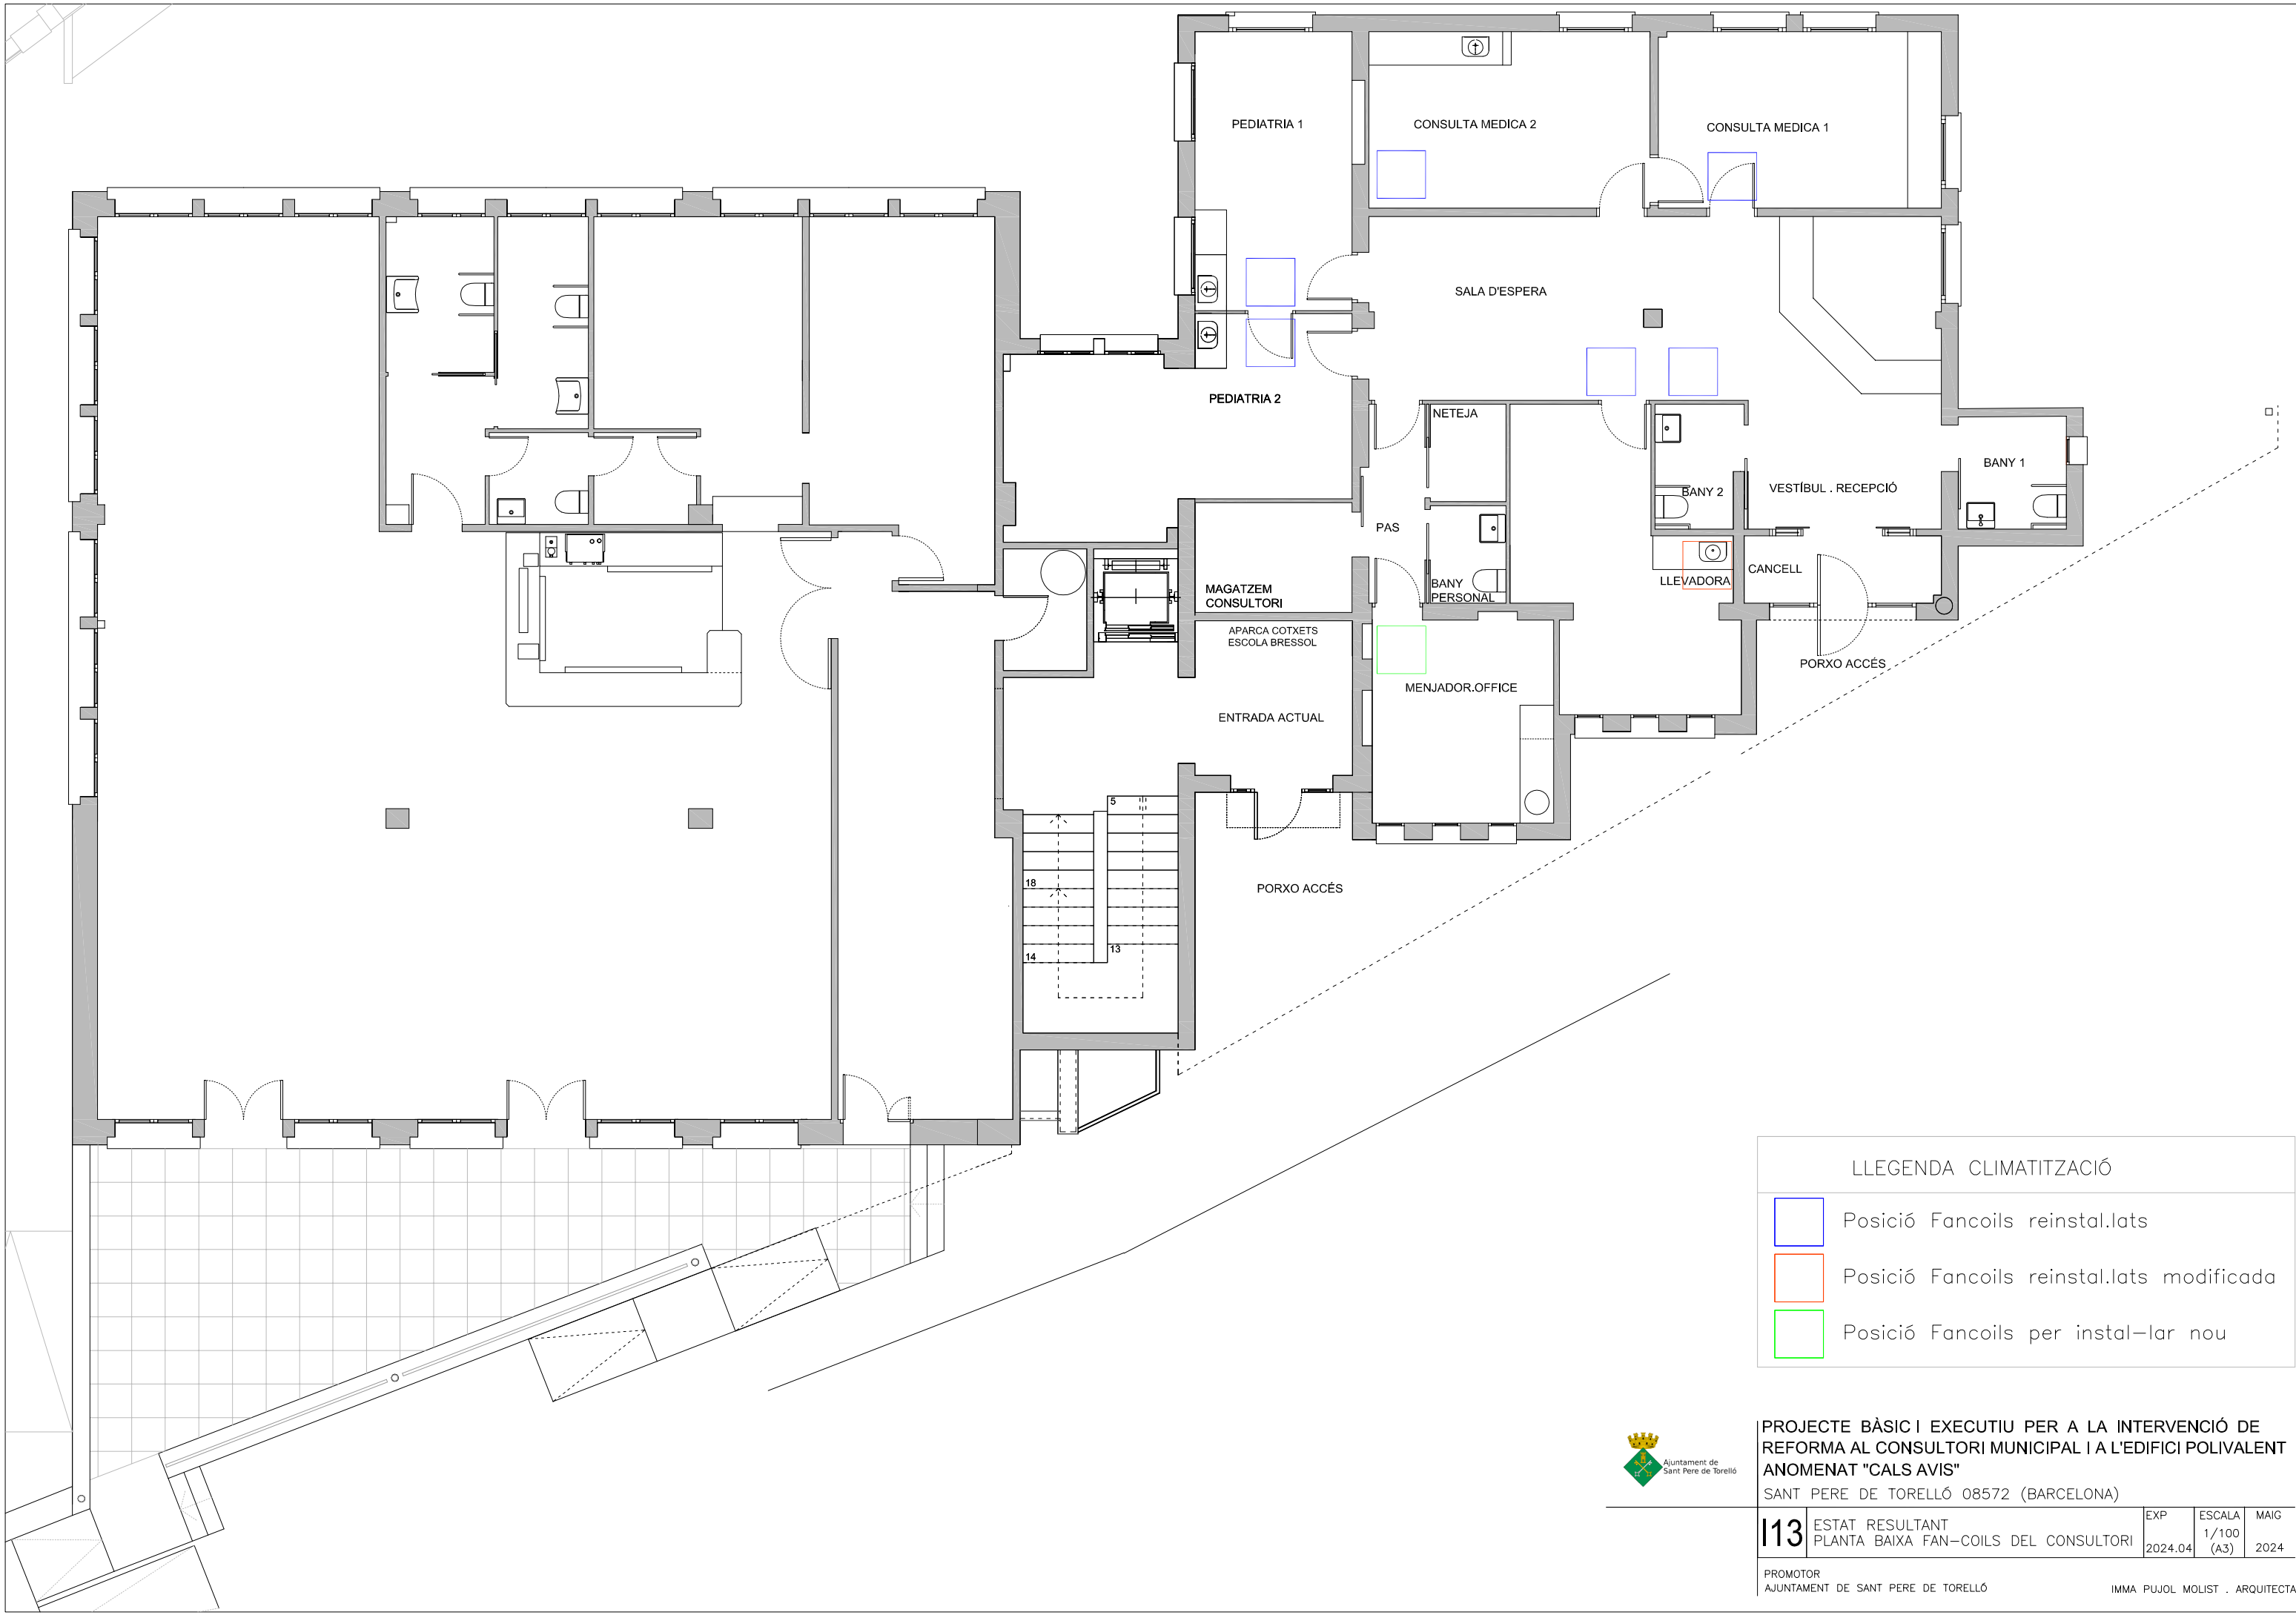 PEDIATRIA 1
CONSULTA MEDICA 2
CONSULTA MEDICA 1
SALA D'ESPERA
PEDIATRIA 2
NETEJA
BANY 1
BANY 2
VESTÍBUL . RECEPCIÓ
PAS
CANCELL
LLEVADORA
BANY
PERSONAL
MAGATZEM
CONSULTORI
APARCA COTXETS
ESCOLA BRESSOL
PORXO ACCÉS
MENJADOR.OFFICE
ENTRADA ACTUAL
5
18
PORXO ACCÉS
13
14
LLEGENDA CLIMATITZACIÓ
Posició Fancoils reinstal.lats
Posició Fancoils reinstal.lats modificada
Posició Fancoils per instal-lar nou
Ajuntament de
Sant Pere de Torelló
PROJECTE BÀSIC I EXECUTIU PER A LA INTERVENCIÓ DE
REFORMA AL CONSULTORI MUNICIPAL I A L'EDIFICI POLIVALENT
ANOMENAT "CALS AVIS"
SANT PERE DE TORELLÓ 08572 (BARCELONA)
I13
ESTAT RESULTANT
PLANTA BAIXA FAN-COILS DEL CONSULTORI
EXP
2024.04
ESCALA
1/100
(A3)
MAIG
2024
PROMOTOR
AJUNTAMENT DE SANT PERE DE TORELLÓ
IMMA PUJOL MOLIST . ARQUITECTA